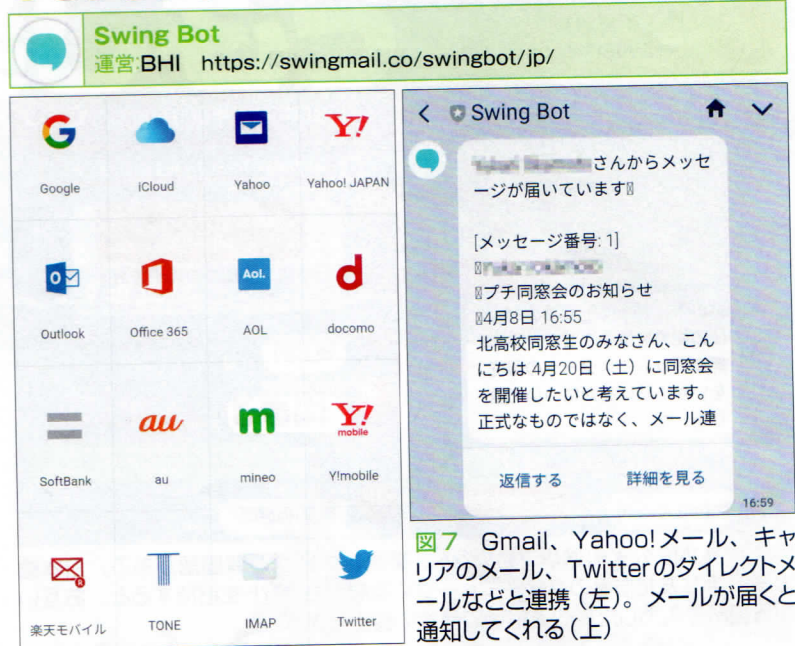 Swing Bot
運営:BHI https://swingmail.co/swingbot/jp/
Google
iCloud
Yahoo
Y!
Yahoo! JAPAN
Outlook
Office 365
Aol.
AOL
docomo
SoftBank
au
au
mineo
Y!
mobile
Y!mobile
楽天モバイル
TONE
IMAP
Twitter
Swing Bot
さんからメッセ
ージが届いています
[メッセージ番号: 1]
プチ同窓会のお知らせ
4月8日 16:55
北高校同窓生のみなさん、こん
にちは 4月20日（土）に同窓会
を開催したいと考えています。
正式なものではなく、メール連
返信する
詳細を見る
16:59
図7 Gmail、Yahoo!メール、キャ
リアのメール、Twitterのダイレクトメ
ールなどと連携（左）。メールが届くと
通知してくれる（上）